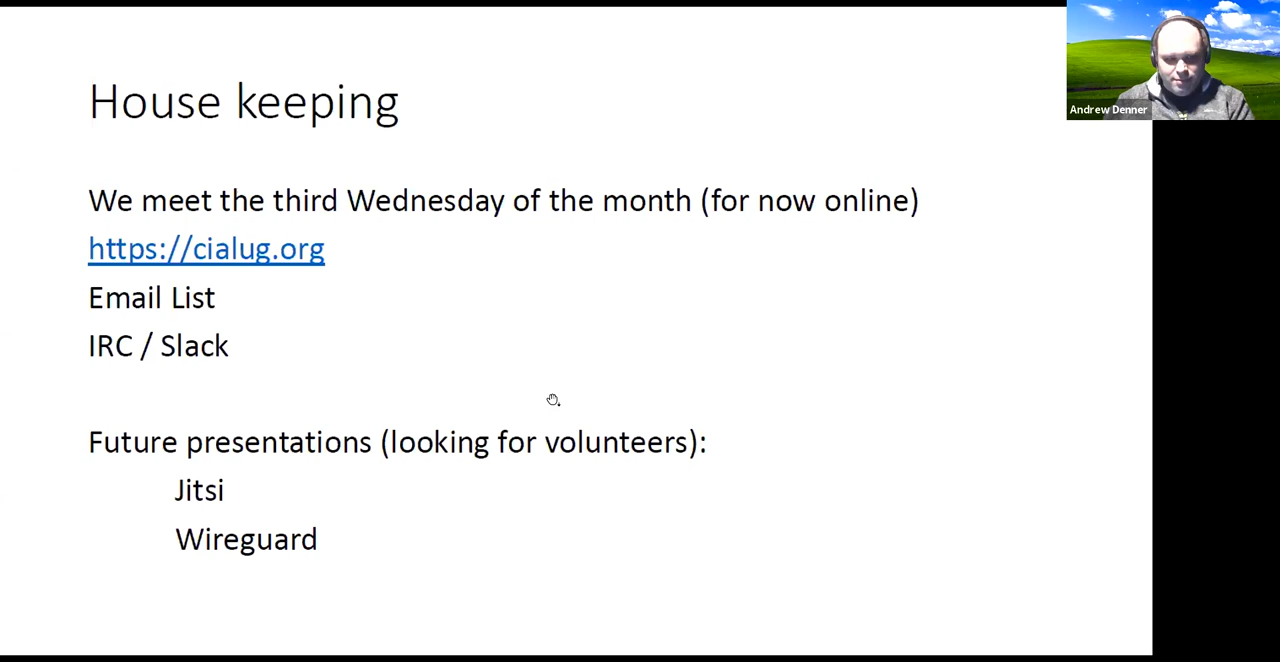 House keeping
Andrew Denner
We meet the third Wednesday of the month (for now online)
https://cialug.org
Email List
IRC / Slack
Future presentations (looking for volunteers):
Jitsi
Wireguard